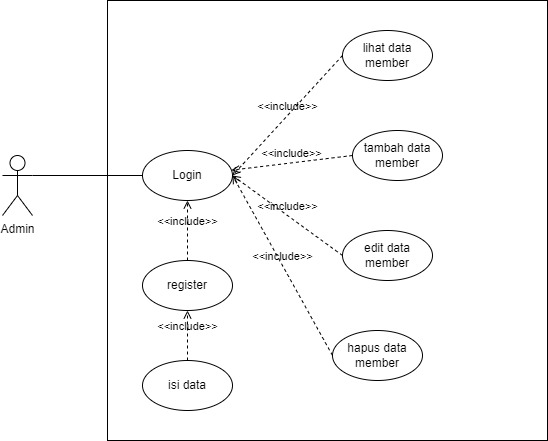 lihat data
member
<<include>>
tambah data
member
<<include>>
Login
Admin
<<include>>
<<include>>
edit data
member
<<include>>
register
<<include>>
hapus data
member
isi data